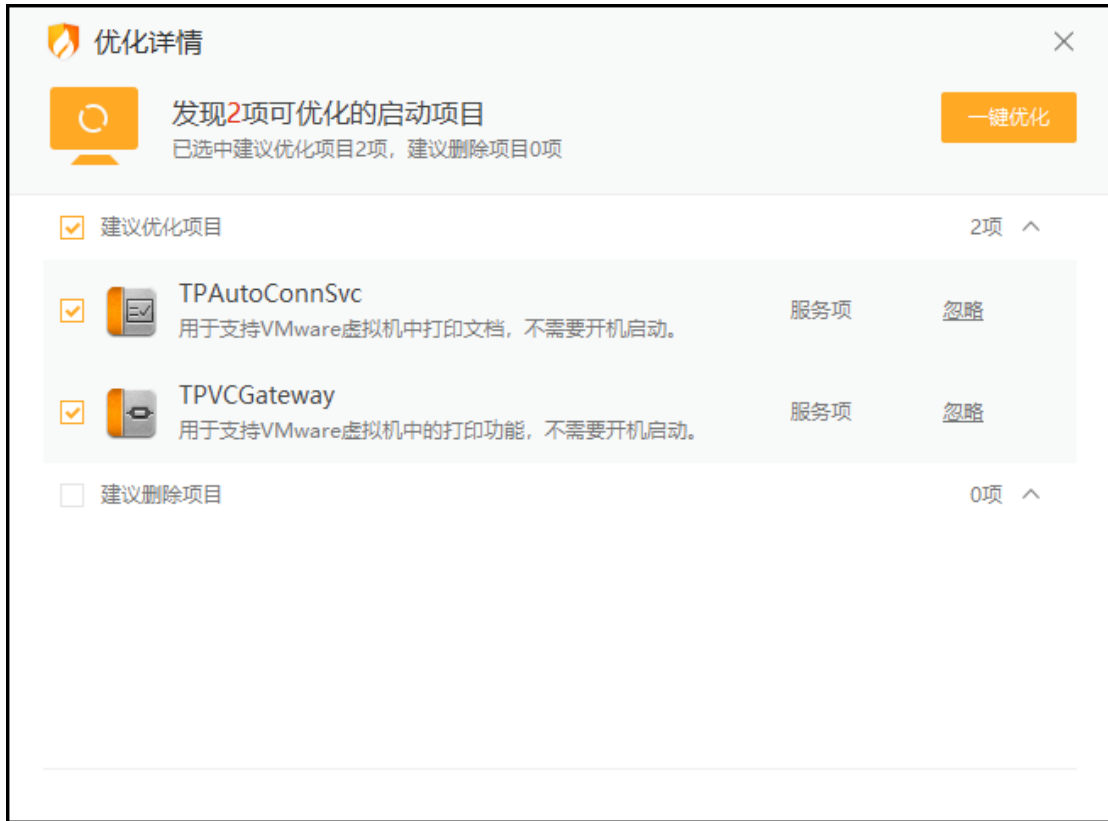 优化详情
发现2项可优化的启动项目
已选中建议优化项目2项，建议删除项目0项
一键优化
建议优化项目 2项
TPAutoConnSvc
用于支持VMware虚拟机中打印文档，不需要开机启动。
服务项 忽略
TPVCGateway
用于支持VMware虚拟机中的打印功能，不需要开机启动。
服务项 忽略
建议删除项目 0项